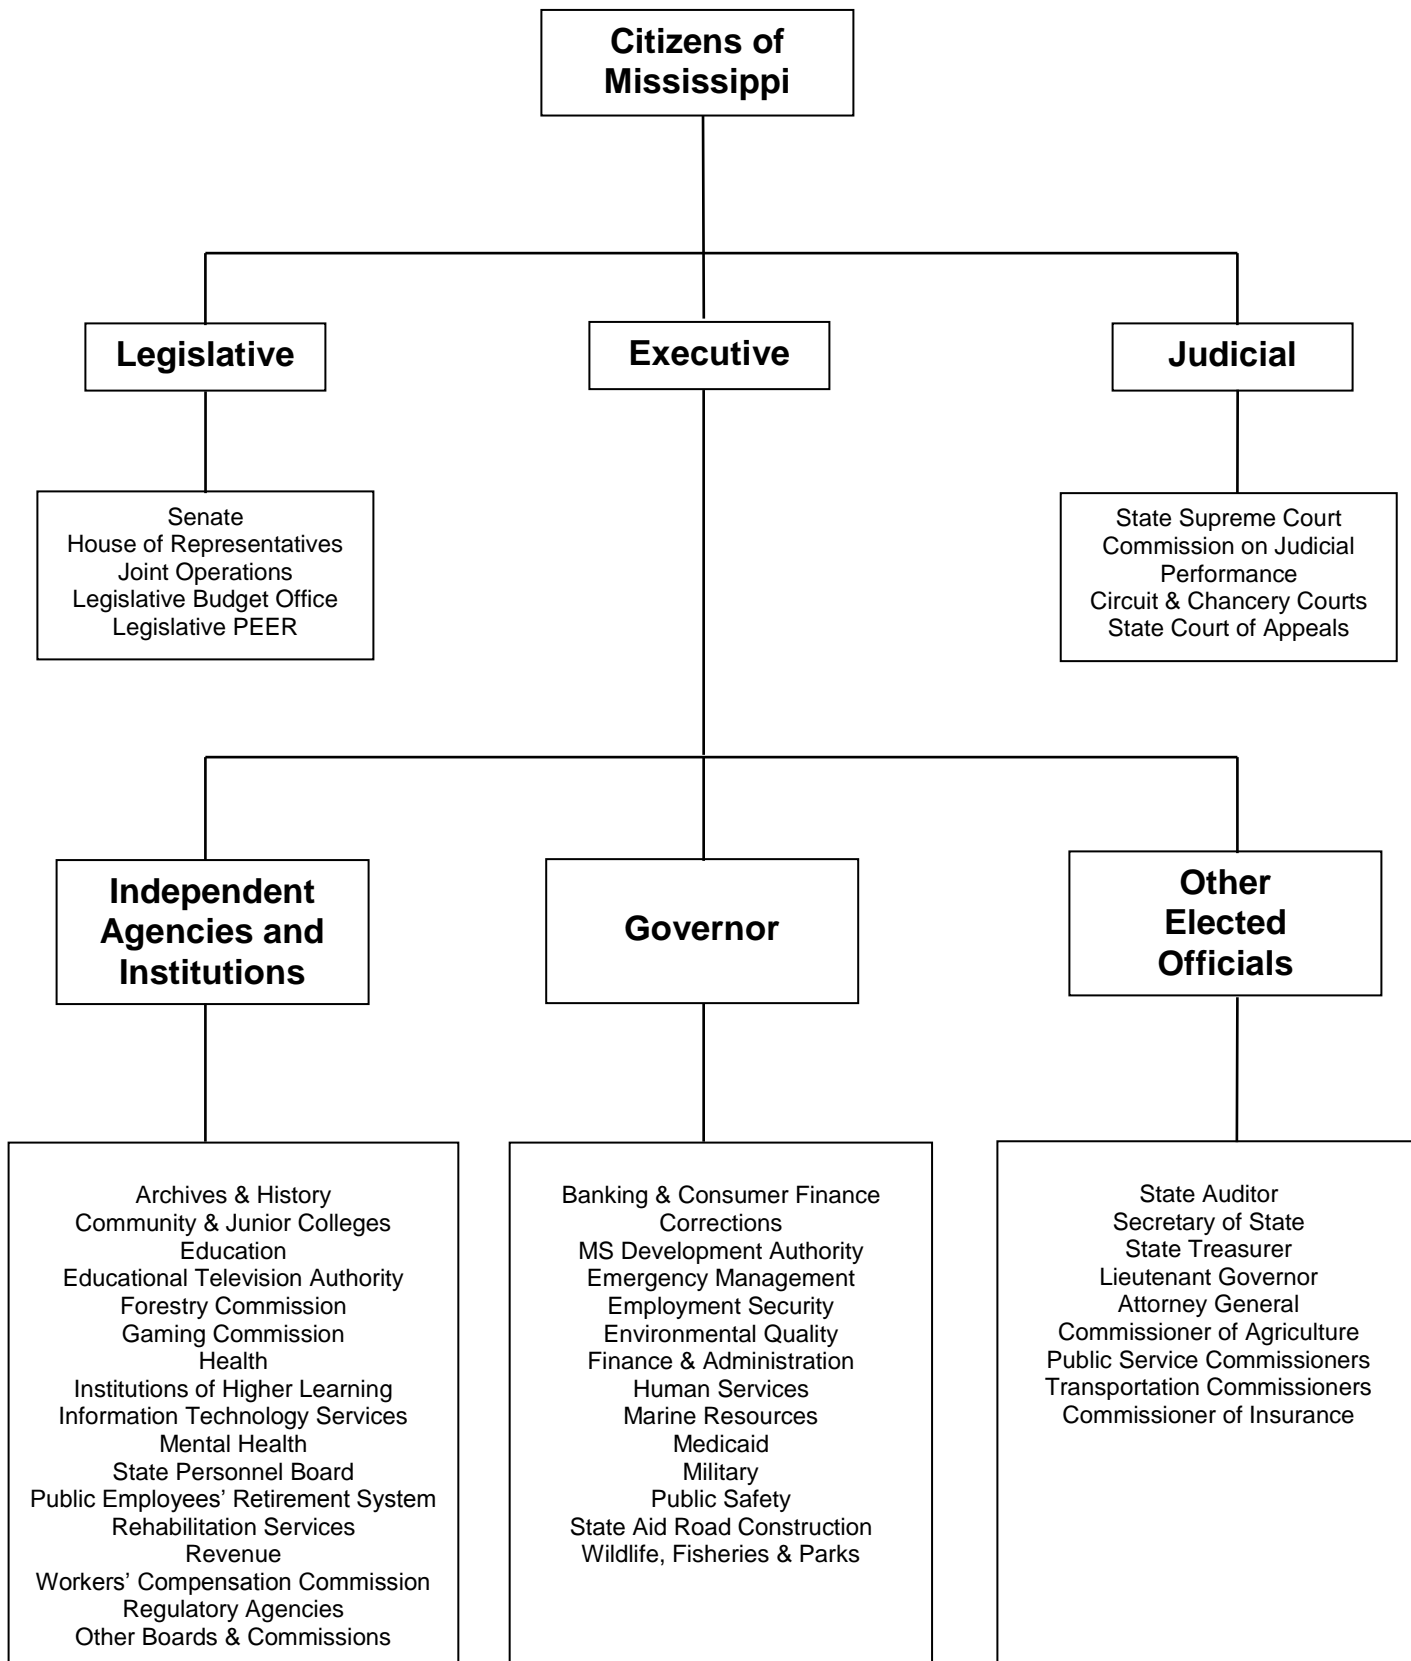 Citizens of
Mississippi
Legislative
Executive
Judicial
Senate
House of Representatives
Joint Operations
Legislative Budget Office
Legislative PEER
State Supreme Court
Commission on Judicial
Performance
Circuit & Chancery Courts
State Court of Appeals
Independent
Agencies and
Institutions
Governor
Other
Elected
Officials
Archives & History
Community & Junior Colleges
Education
Educational Television Authority
Forestry Commission
Gaming Commission
Health
Institutions of Higher Learning
Information Technology Services
Mental Health
State Personnel Board
Public Employees’ Retirement System
Rehabilitation Services
Revenue
Workers’ Compensation Commission
Regulatory Agencies
Other Boards & Commissions
Banking & Consumer Finance
Corrections
MS Development Authority
Emergency Management
Employment Security
Environmental Quality
Finance & Administration
Human Services
Marine Resources
Medicaid
Military
Public Safety
State Aid Road Construction
Wildlife, Fisheries & Parks
State Auditor
Secretary of State
State Treasurer
Lieutenant Governor
Attorney General
Commissioner of Agriculture
Public Service Commissioners
Transportation Commissioners
Commissioner of Insurance